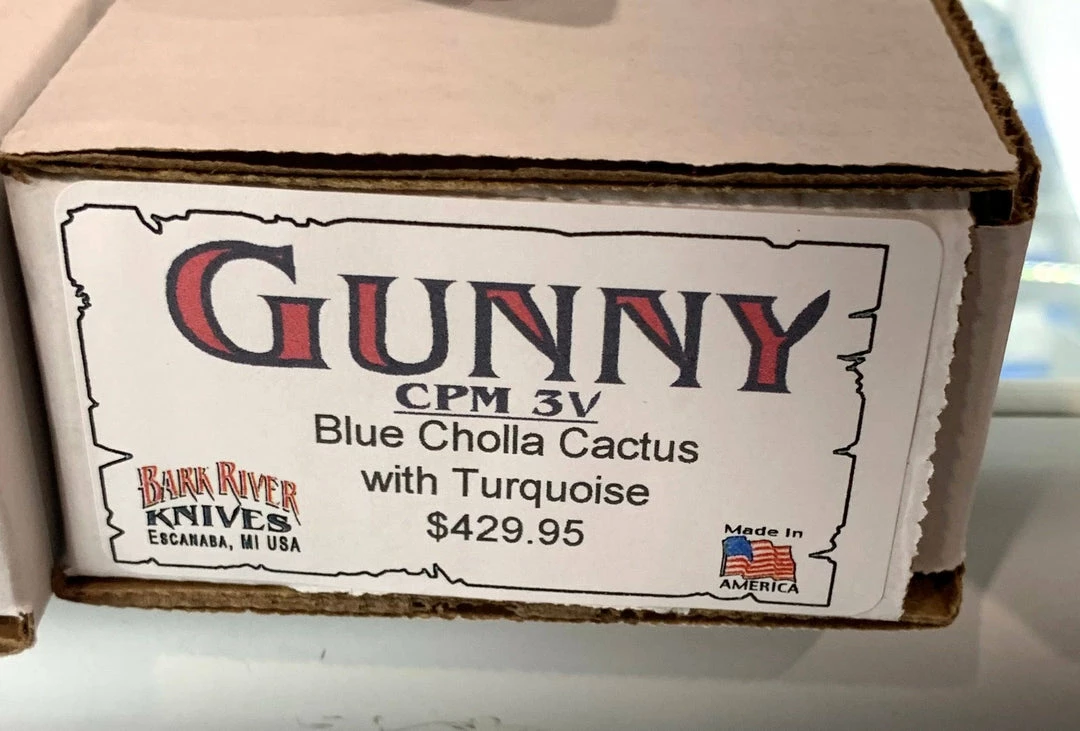 GUNNY
CPM 3V
Blue Cholla Cactus
with Turquoise
$429.95
BARK RIVER
KNIVES
ESCANABA, MI USA
Made In
AMERICA